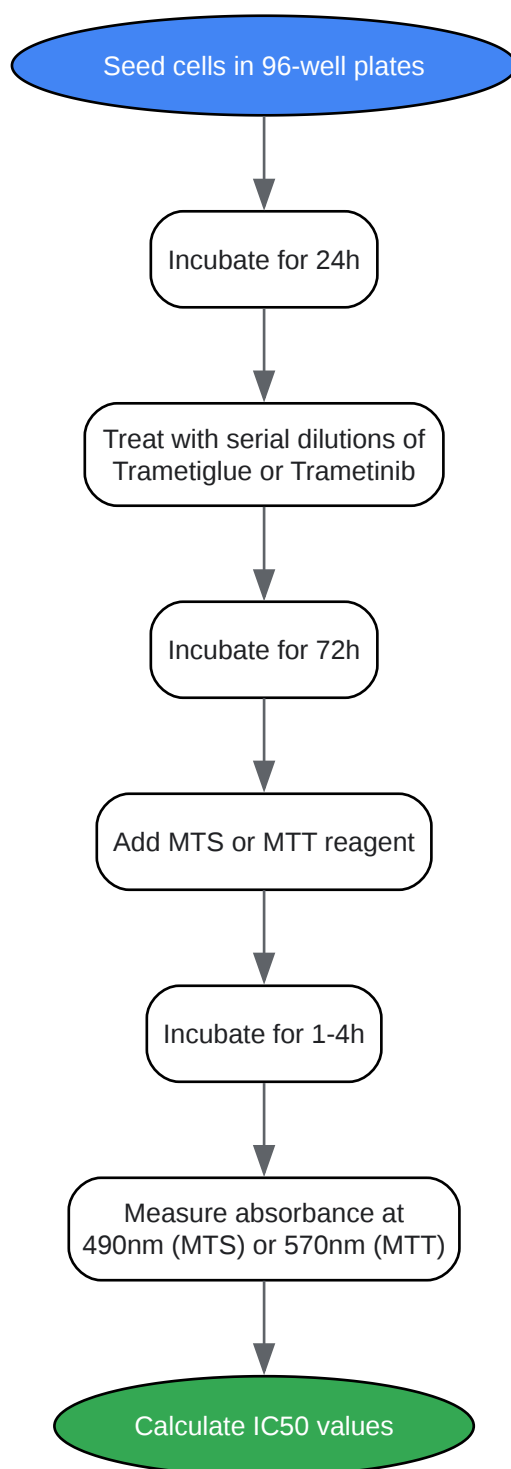 Seed cells in 96-well plates
Incubate for 24h
Treat with serial dilutions of
Trametiglue or Trametinib
Incubate for 72h
Add MTS or MTT reagent
Incubate for 1-4h
Measure absorbance at
490nm (MTS) or 570nm (MTT)
Calculate IC50 values